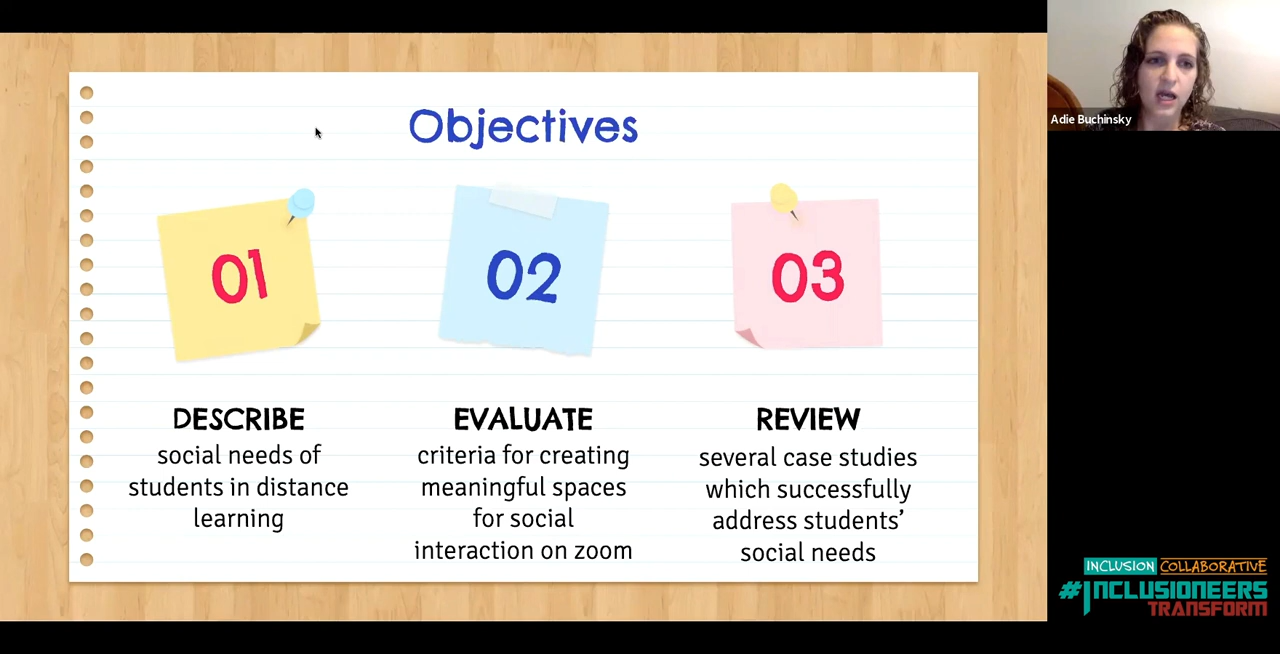 Objectives
01
02
03
DESCRIBE
social needs of
students in distance
learning
EVALUATE
criteria for creating
meaningful spaces
for social
interaction on zoom
REVIEW
several case studies
which successfully
address students’
social needs
Adie Buchinsky
INCLUSION COLLABORATIVE
#INCLUSIONEERS
TRANSFORM